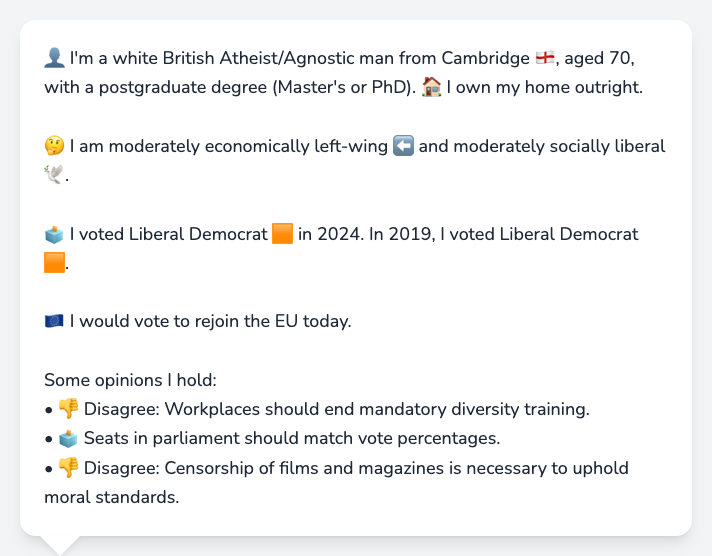 👤 I'm a white British Atheist/Agnostic man from Cambridge 🏴󠁧󠁢󠁥󠁮󠁧󠁿, aged 70,
with a postgraduate degree (Master's or PhD). 🏠 I own my home outright.
🤔 I am moderately economically left-wing ⬅️ and moderately socially liberal
🕊️.
🗳️ I voted Liberal Democrat 🟧 in 2024. In 2019, I voted Liberal Democrat
🟧.
🇪🇺 I would vote to rejoin the EU today.
Some opinions I hold:
• 👎 Disagree: Workplaces should end mandatory diversity training.
• 🗳️ Seats in parliament should match vote percentages.
• 👎 Disagree: Censorship of films and magazines is necessary to uphold
moral standards.